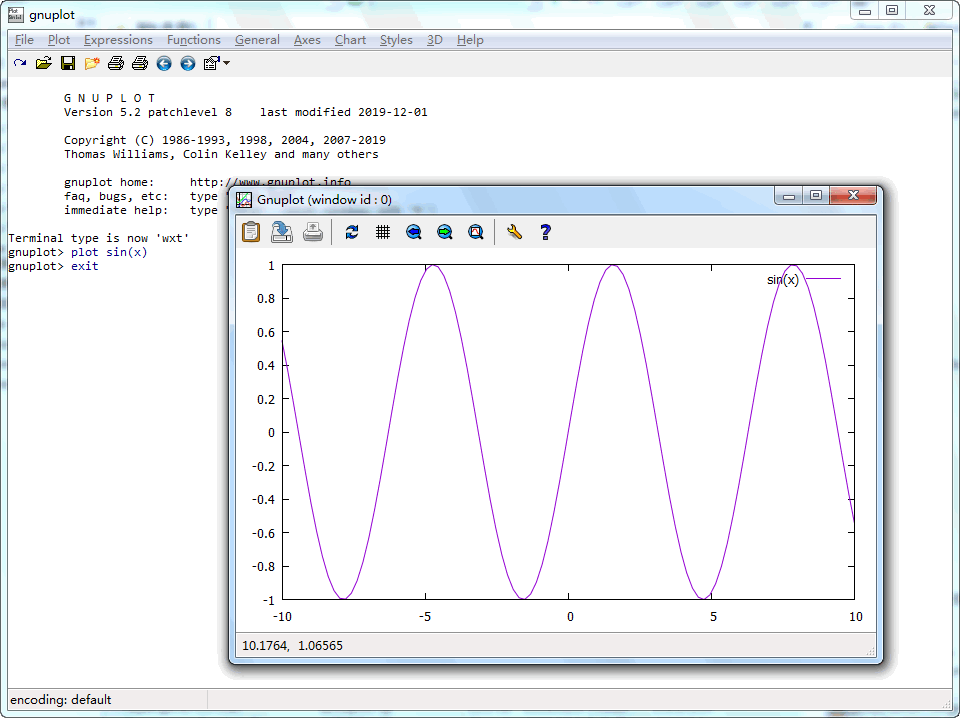 gnuplot
File Plot Expressions Functions General Axes Chart Styles 3D Help
G N U P L O T
Version 5.2 patchlevel 8    last modified 2019-12-01
Copyright (C) 1986-1993, 1998, 2004, 2007-2019
Thomas Williams, Colin Kelley and many others
gnuplot home:     http://www.gnuplot.info
faq, bugs, etc:   type
immediate help:   type
Terminal type is now 'wxt'
gnuplot> plot sin(x)
gnuplot> exit
Gnuplot (window id : 0)
sin(x)
1
0.8
0.6
0.4
0.2
0
-0.2
-0.4
-0.6
-0.8
-1
-10 -5 0 5 10
10.1764, 1.06565
encoding: default